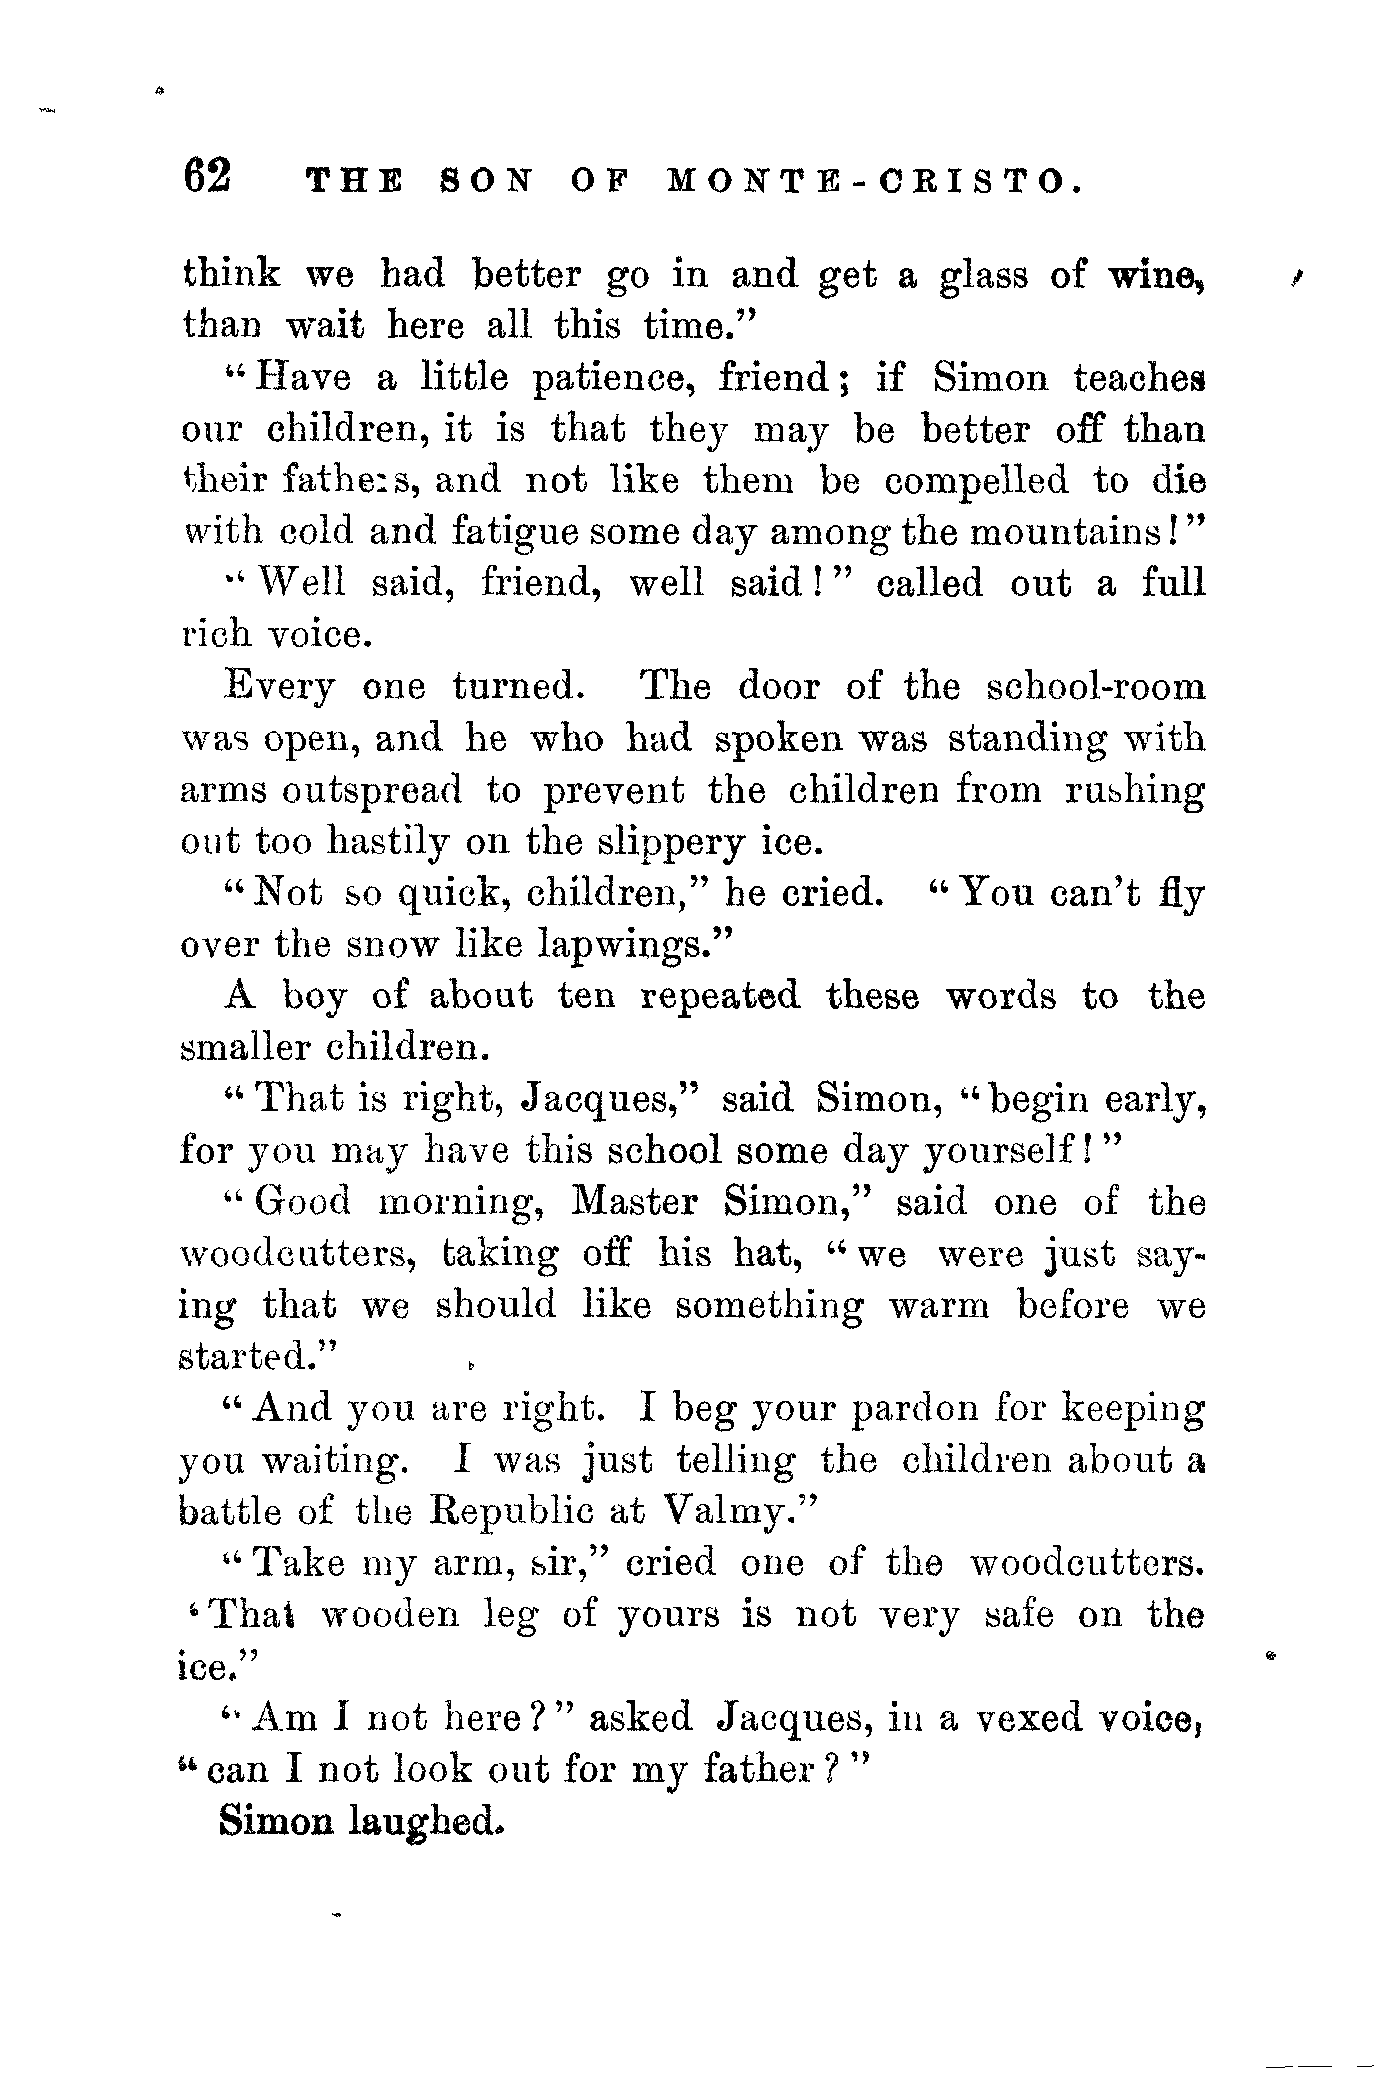 62 THE SON OF MONTE-CRISTO.
think we had better go in and get a glass of wine,
than wait here all this time."
"Have a little patience, friend; if Simon teaches
our children, it is that they may be better off than
their fathers, and not like them be compelled to die
with cold and fatigue some day among the mountains!"
"Well said, friend, well said!" called out a full
rich voice.
Every one turned. The door of the school-room
was open, and he who had spoken was standing with
arms outspread to prevent the children from rushing
out too hastily on the slippery ice.
"Not so quick, children," he cried. "You can't fly
over the snow like lapwings."
A boy of about ten repeated these words to the
smaller children.
"That is right, Jacques," said Simon, "begin early,
for you may have this school some day yourself!"
"Good morning, Master Simon," said one of the
woodcutters, taking off his hat, "we were just say-
ing that we should like something warm before we
started."
"And you are right. I beg your pardon for keeping
you waiting. I was just telling the children about a
battle of the Republic at Valmy."
"Take my arm, sir," cried one of the woodcutters.
'That wooden leg of yours is not very safe on the
ice."
"Am I not here?" asked Jacques, in a vexed voice,
"can I not look out for my father?"
Simon laughed.